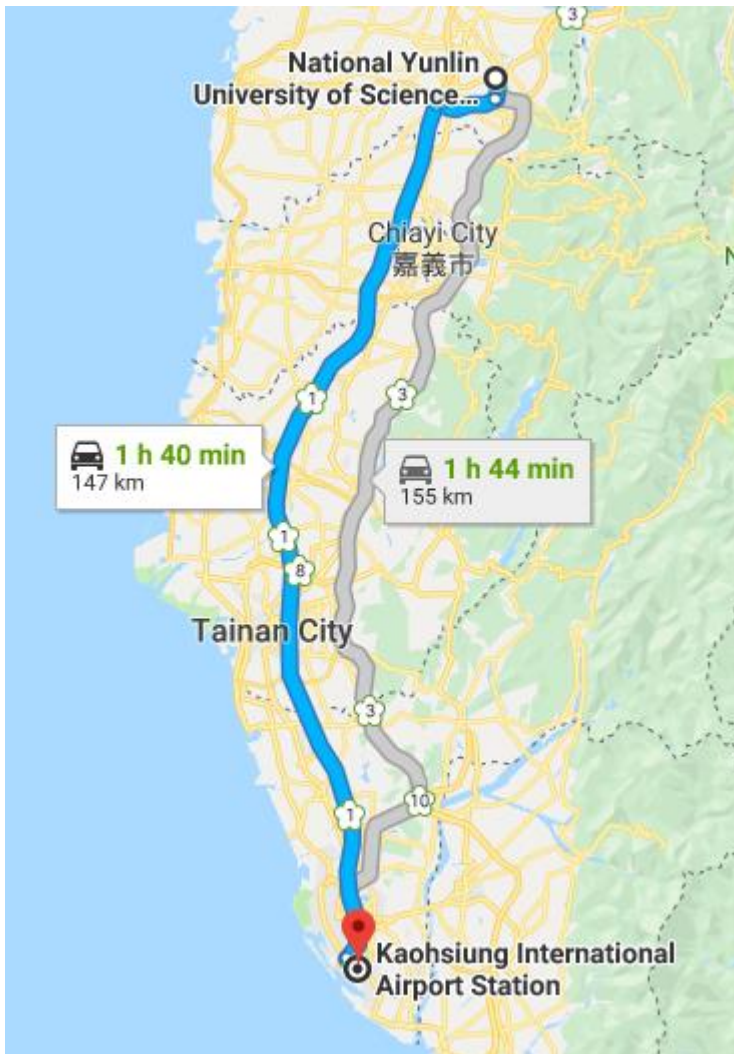 3
National Yunlin
University of Science...
Chiayi City
嘉義市
1
3
1 h 40 min
147 km
1 h 44 min
155 km
1
8
Tainan City
3
10
1
Kaohsiung International
Airport Station
N